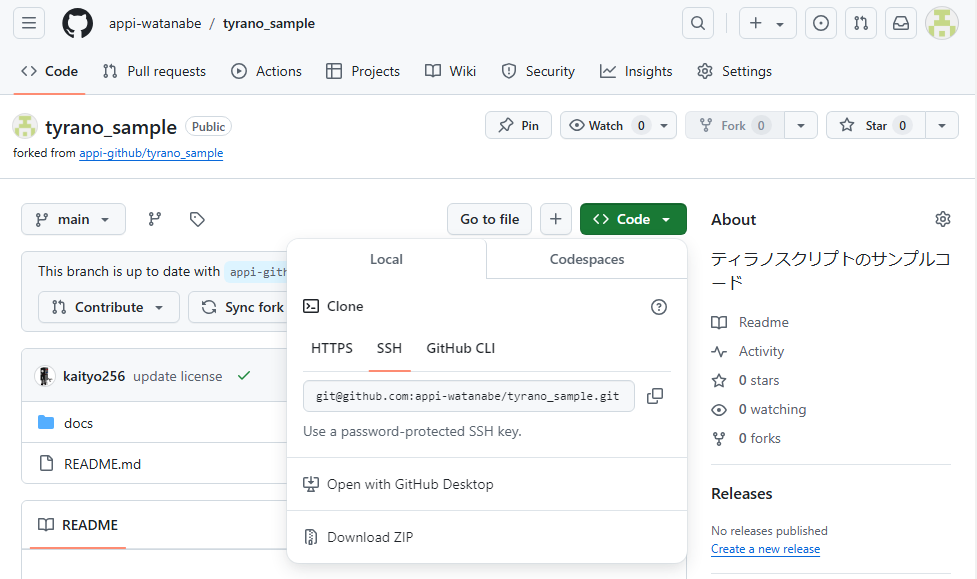 appi-watanabe / tyrano_sample
Code Pull requests Actions Projects Wiki Security Insights Settings
tyrano_sample Public
Pin Watch 0 Fork 0 Star 0
forked from appi-github/tyrano_sample
main Go to file Code
This branch is up to date with appi-gith
Contribute Sync fork
kaityo256 update license
docs
README.md
README
Local Codespaces
Clone
HTTPS SSH GitHub CLI
git@github.com:appi-watanabe/tyrano_sample.git
Use a password-protected SSH key.
Open with GitHub Desktop
Download ZIP
About
ティラノスクリプトのサンプルコ
ード
Readme
Activity
0 stars
0 watching
0 forks
Releases
No releases published
Create a new release